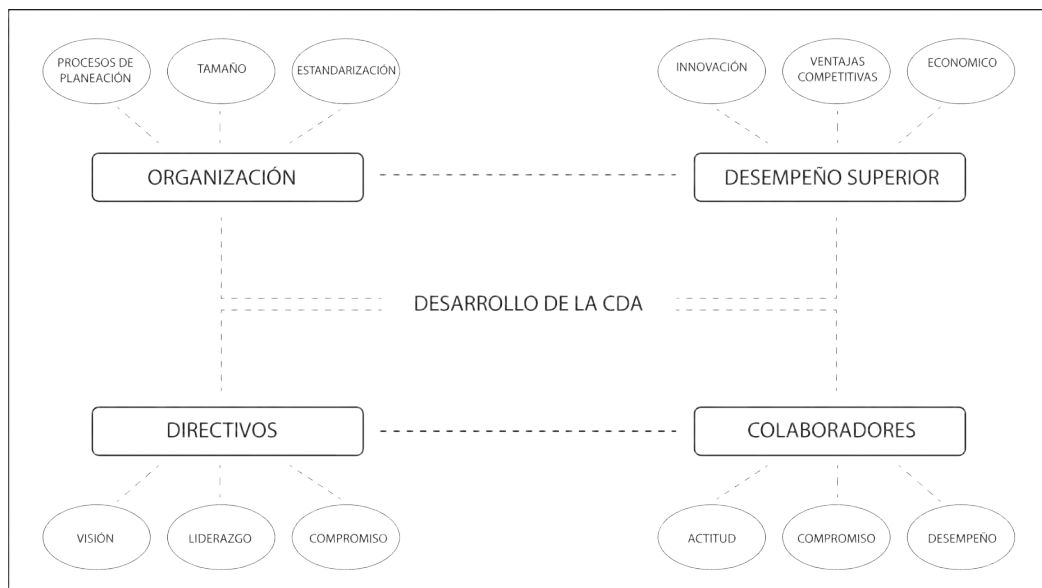 PROCESOS DE
PLANEACIÓN
TAMAÑO
ESTANDARIZACIÓN
INNOVACIÓN
VENTAJAS
COMPETITIVAS
ECONOMICO
ORGANIZACIÓN
DESEMPEÑO SUPERIOR
DESARROLLO DE LA CDA
DIRECTIVOS
COLABORADORES
VISIÓN
LIDERAZGO
COMPROMISO
ACTITUD
COMPROMISO
DESEMPEÑO